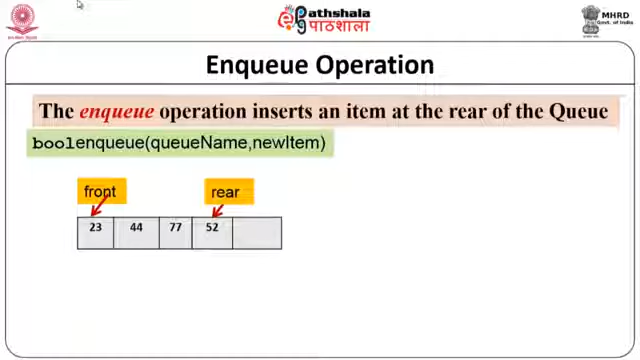 Pathshala
पाठशाला
MHRD
Govt. of India
Enqueue Operation
The enqueue operation inserts an item at the rear of the Queue
boolenqueue(queueName,newItem)
front rear
23 44 77 52